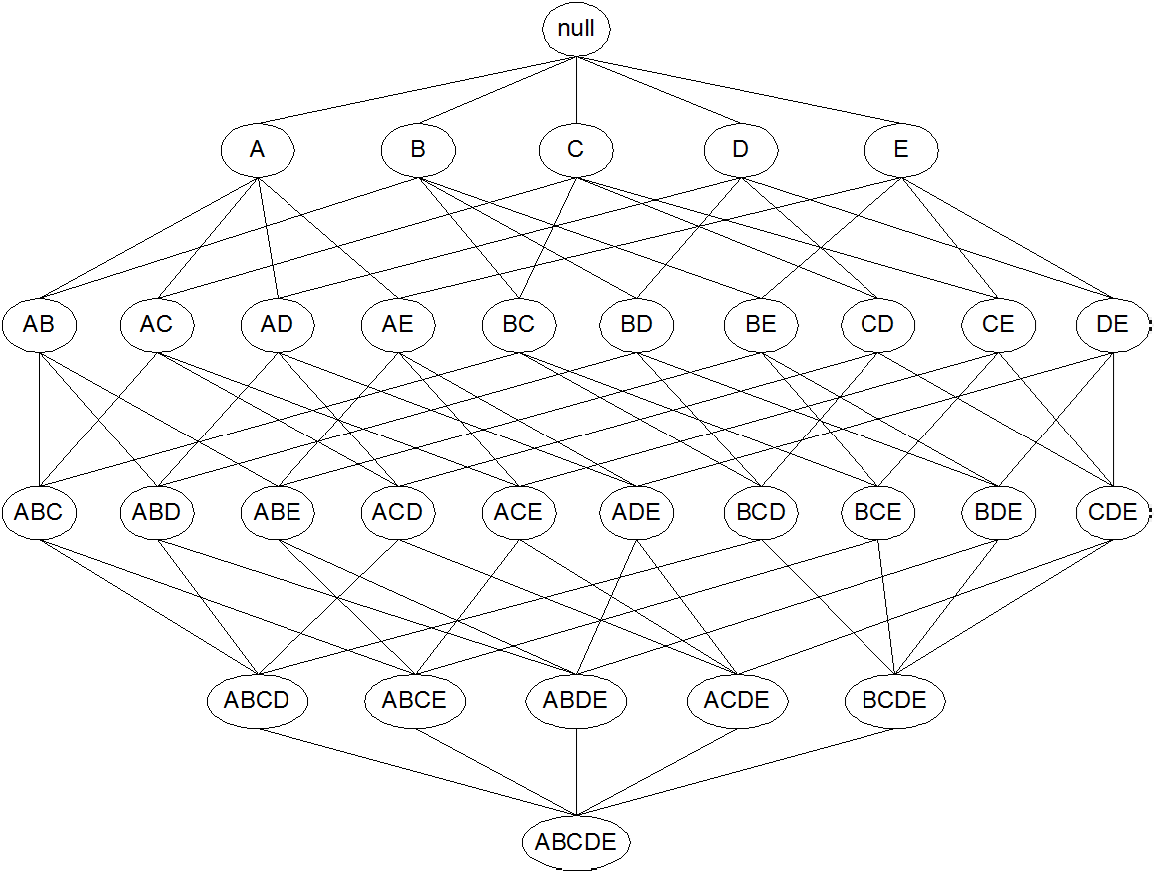 null
A B C D E
AB AC AD AE BC BD BE CD CE DE
ABC ABD ABE ACD ACE ADE BCD BCE BDE CDE
ABCD ABCE ABDE ACDE BCDE
ABCDE